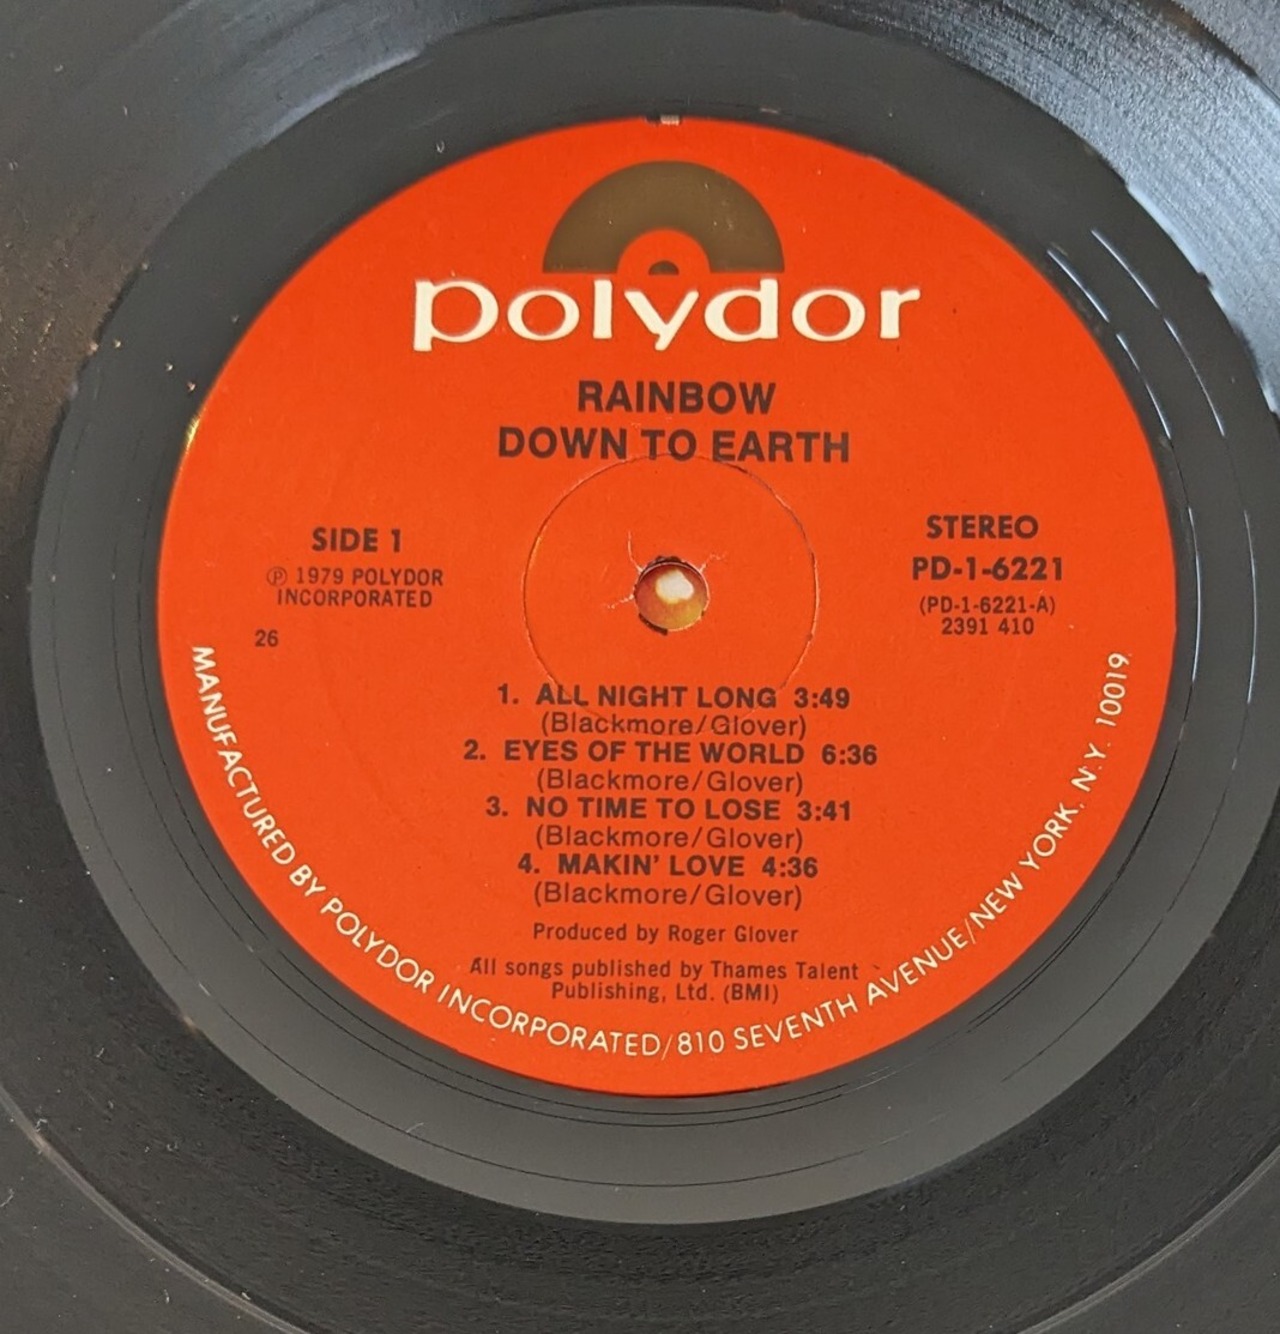 polydor
RAINBOW
DOWN TO EARTH
SIDE 1
℗ 1979 POLYDOR
INCORPORATED
26
STEREO
PD-1-6221
(PD-1-6221-A)
2391 410
1. ALL NIGHT LONG 3:49
(Blackmore/Glover)
2. EYES OF THE WORLD 6:36
(Blackmore/Glover)
3. NO TIME TO LOSE 3:41
(Blackmore/Glover)
4. MAKIN' LOVE 4:36
(Blackmore/Glover)
Produced by Roger Glover
All songs published by Thames Talent
Publishing, Ltd. (BMI)
MANUFACTURED BY POLYDOR INCORPORATED/810 SEVENTH AVENUE/NEW YORK, N.Y. 10019